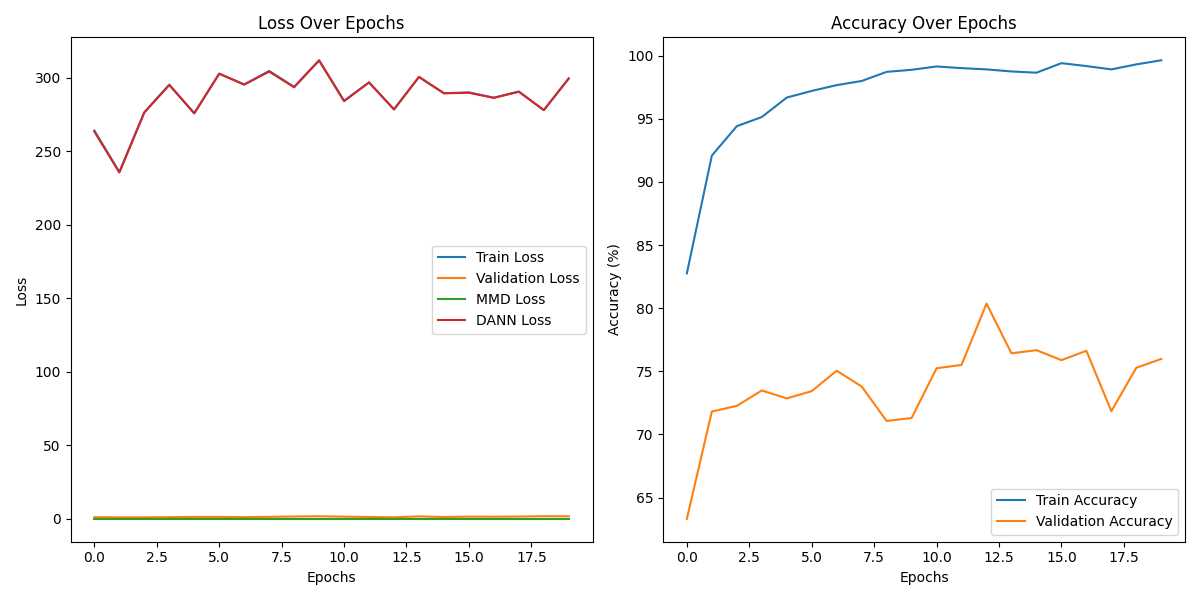 Loss Over Epochs
Loss
300
250
200
150
100
50
0
Train Loss
Validation Loss
MMD Loss
DANN Loss
0.0 2.5 5.0 7.5 10.0 12.5 15.0 17.5
Epochs
Accuracy Over Epochs
Accuracy (%)
100
95
90
85
80
75
70
65
Train Accuracy
Validation Accuracy
0.0 2.5 5.0 7.5 10.0 12.5 15.0 17.5
Epochs